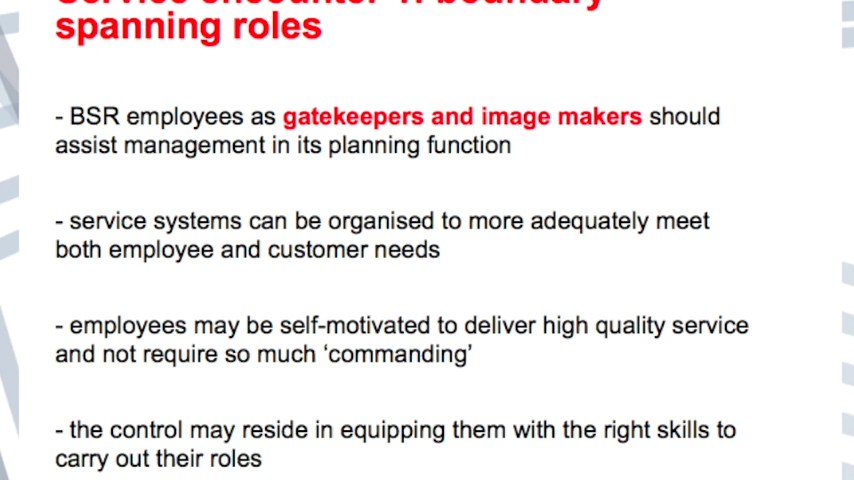 Service encounter
boundary
spanning roles
- BSR employees as gatekeepers and image makers should
assist management in its planning function
- service systems can be organised to more adequately meet
both employee and customer needs
- employees may be self-motivated to deliver high quality service
and not require so much ‘commanding’
- the control may reside in equipping them with the right skills to
carry out their roles